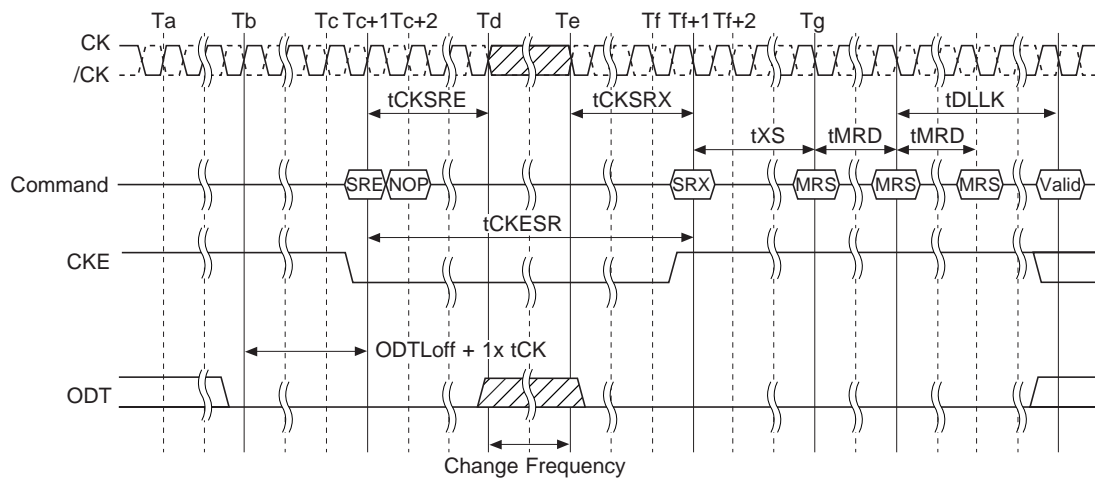 Ta Tb Tc Tc+1 Tc+2 Td Te Tf Tf+1 Tf+2 Tg
CK
/CK
tCKSRE tCKSRX tDLLK
tXS tMRD tMRD
Command SRE NOP SRX MRS MRS MRS Valid
tCKESR
CKE
ODTLoff + 1x tCK
ODT
Change Frequency